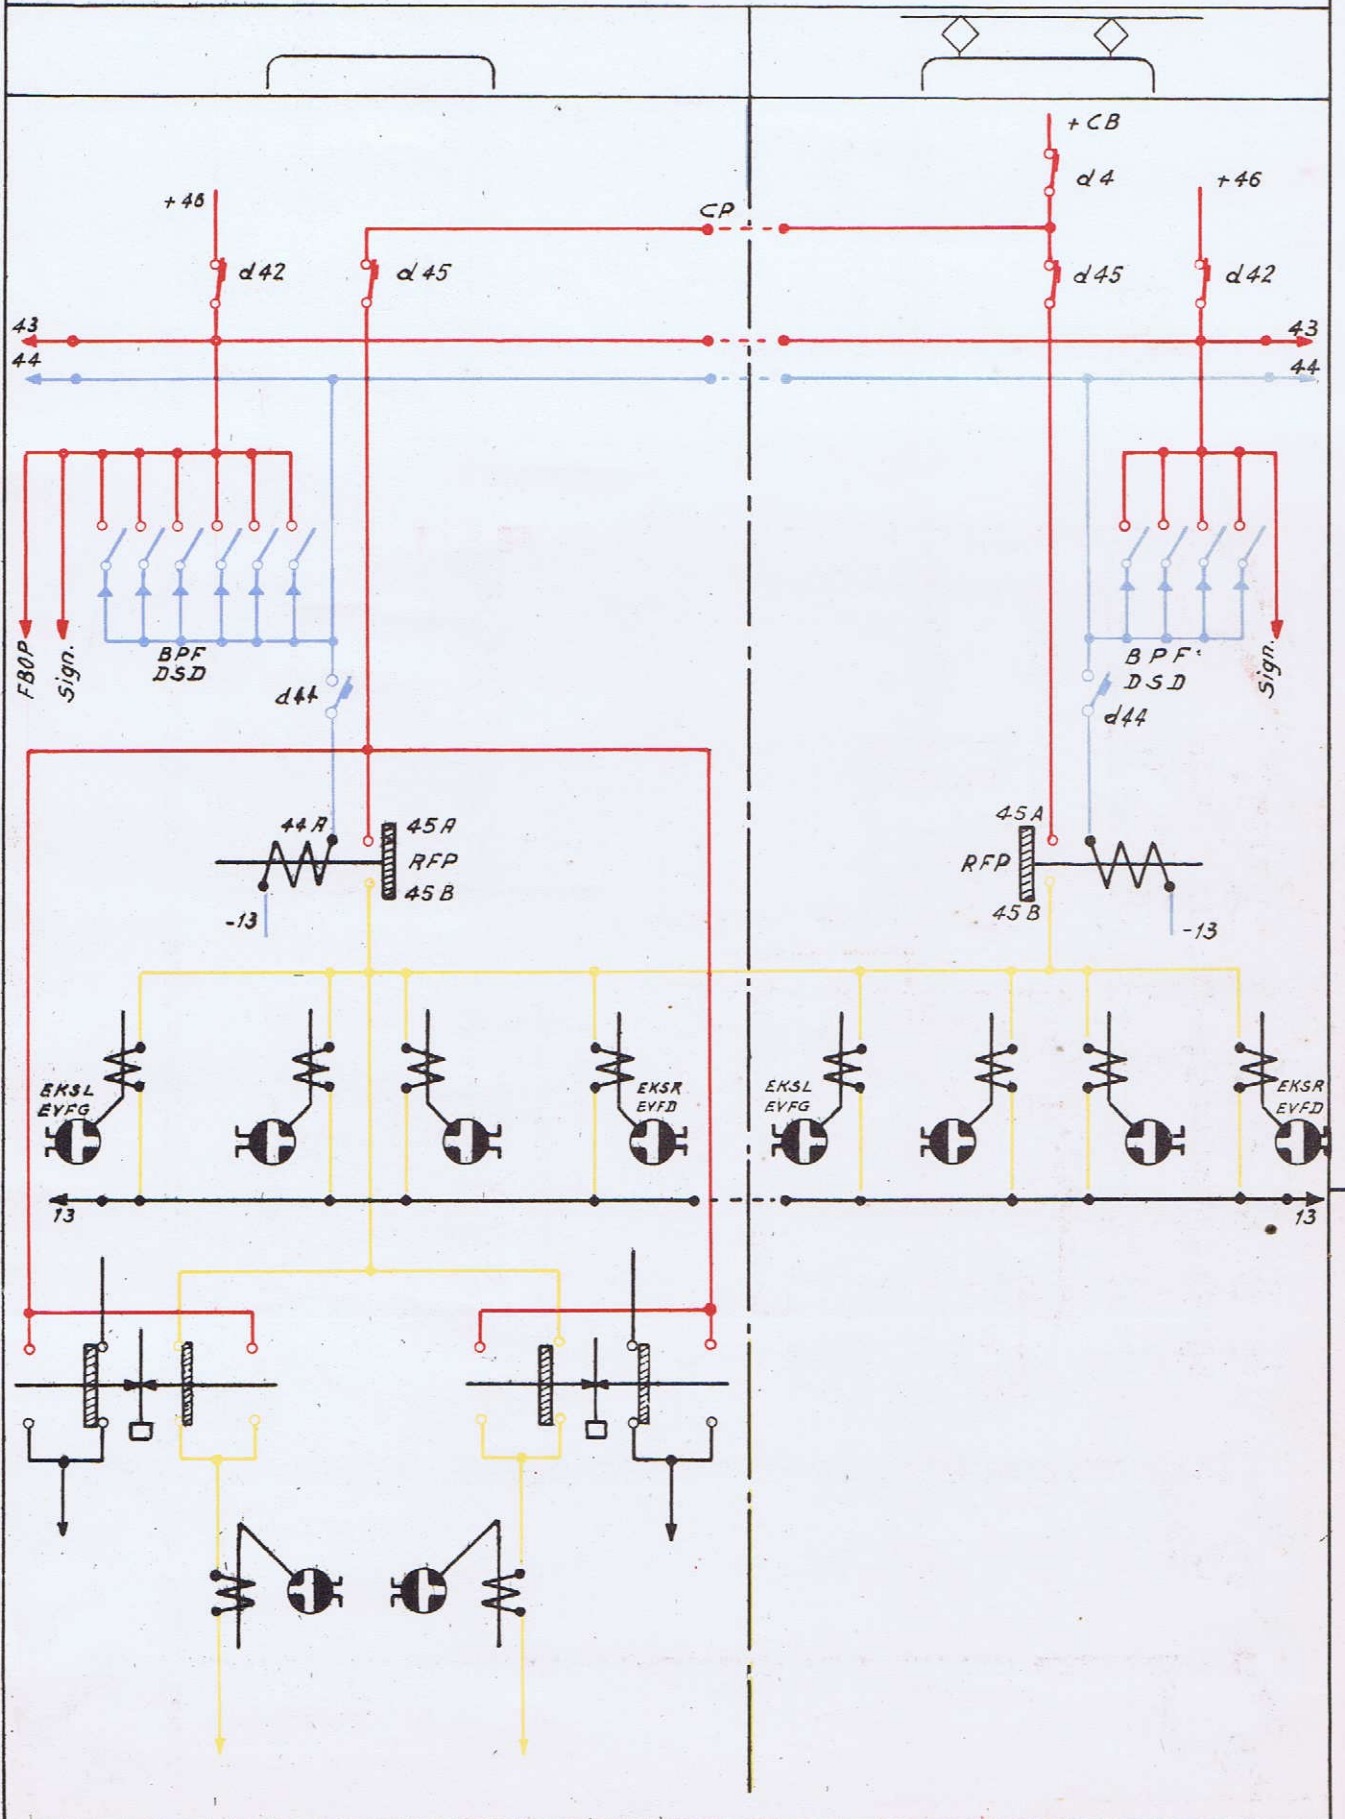 +CB
d4
+46
+46
CP
d42
d45
d45
d42
43
43
44
44
FBOP
Sign.
BPF
DSD
BPF
DSD
Sign.
d44
d44
44A
45A
RFP
45B
-13
45A
RFP
45B
-13
EKSL
EVFG
EKSR
EVFD
EKSL
EVFG
EKSR
EVFD
13
13